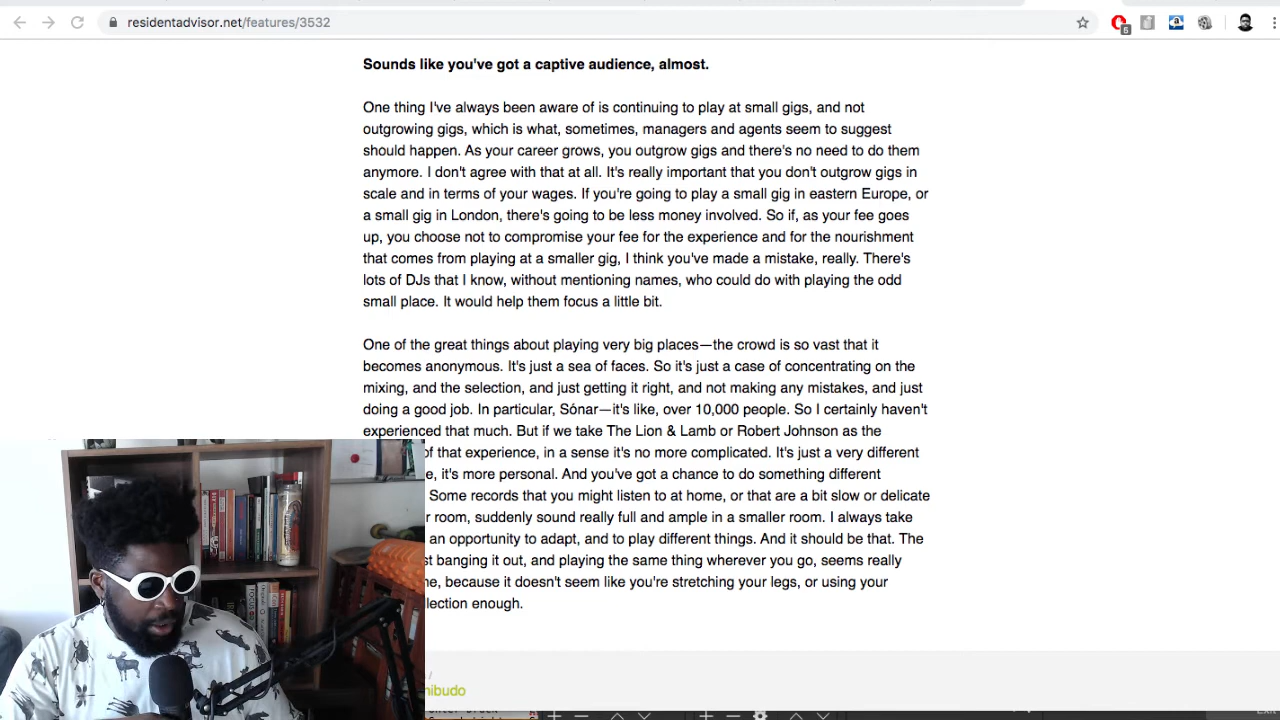 residentadvisor.net/features/3532
5
Sounds like you've got a captive audience, almost.
One thing I've always been aware of is continuing to play at small gigs, and not
outgrowing gigs, which is what, sometimes, managers and agents seem to suggest
should happen. As your career grows, you outgrow gigs and there's no need to do them
anymore. I don't agree with that at all. It's really important that you don't outgrow gigs in
scale and in terms of your wages. If you're going to play a small gig in eastern Europe, or
a small gig in London, there's going to be less money involved. So if, as your fee goes
up, you choose not to compromise your fee for the experience and for the nourishment
that comes from playing at a smaller gig, I think you've made a mistake, really. There's
lots of DJs that I know, without mentioning names, who could do with playing the odd
small place. It would help them focus a little bit.
One of the great things about playing very big places—the crowd is so vast that it
becomes anonymous. It's just a sea of faces. So it's just a case of concentrating on the
mixing, and the selection, and just getting it right, and not making any mistakes, and just
doing a good job. In particular, Sónar—it's like, over 10,000 people. So I certainly haven't
experienced that much. But if we take The Lion & Lamb or Robert Johnson as the
of that experience, in a sense it's no more complicated. It's just a very different
e, it's more personal. And you've got a chance to do something different
Some records that you might listen to at home, or that are a bit slow or delicate
r room, suddenly sound really full and ample in a smaller room. I always take
an opportunity to adapt, and to play different things. And it should be that. The
st banging it out, and playing the same thing wherever you go, seems really
ne, because it doesn't seem like you're stretching your legs, or using your
llection enough.
/
hibudo